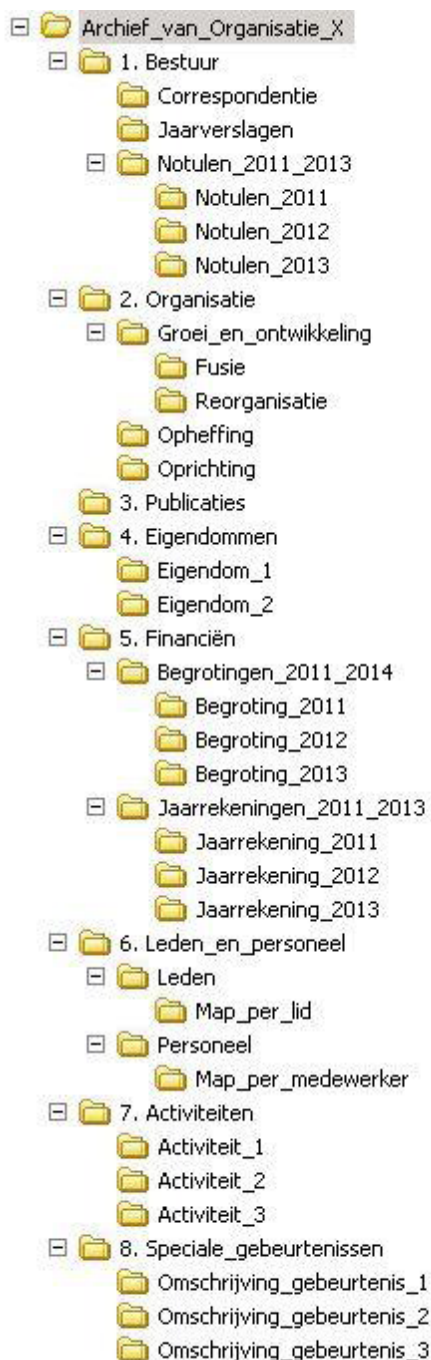 Archief_van_Organisatie_X
1. Bestuur
Correspondentie
Jaarverslagen
Notulen_2011_2013
Notulen_2011
Notulen_2012
Notulen_2013
2. Organisatie
Groei_en_ontwikkeling
Fusie
Reorganisatie
Opheffing
Oprichting
3. Publicaties
4. Eigendommen
Eigendom_1
Eigendom_2
5. Financiën
Begrotingen_2011_2014
Begroting_2011
Begroting_2012
Begroting_2013
Jaarrekeningen_2011_2013
Jaarrekening_2011
Jaarrekening_2012
Jaarrekening_2013
6. Leden_en_personeel
Leden
Map_per_lid
Personeel
Map_per_medewerker
7. Activiteiten
Activiteit_1
Activiteit_2
Activiteit_3
8. Speciale_gebeurtenissen
Omschrijving_gebeurtenis_1
Omschrijving_gebeurtenis_2
Omschrijving_gebeurtenis_3